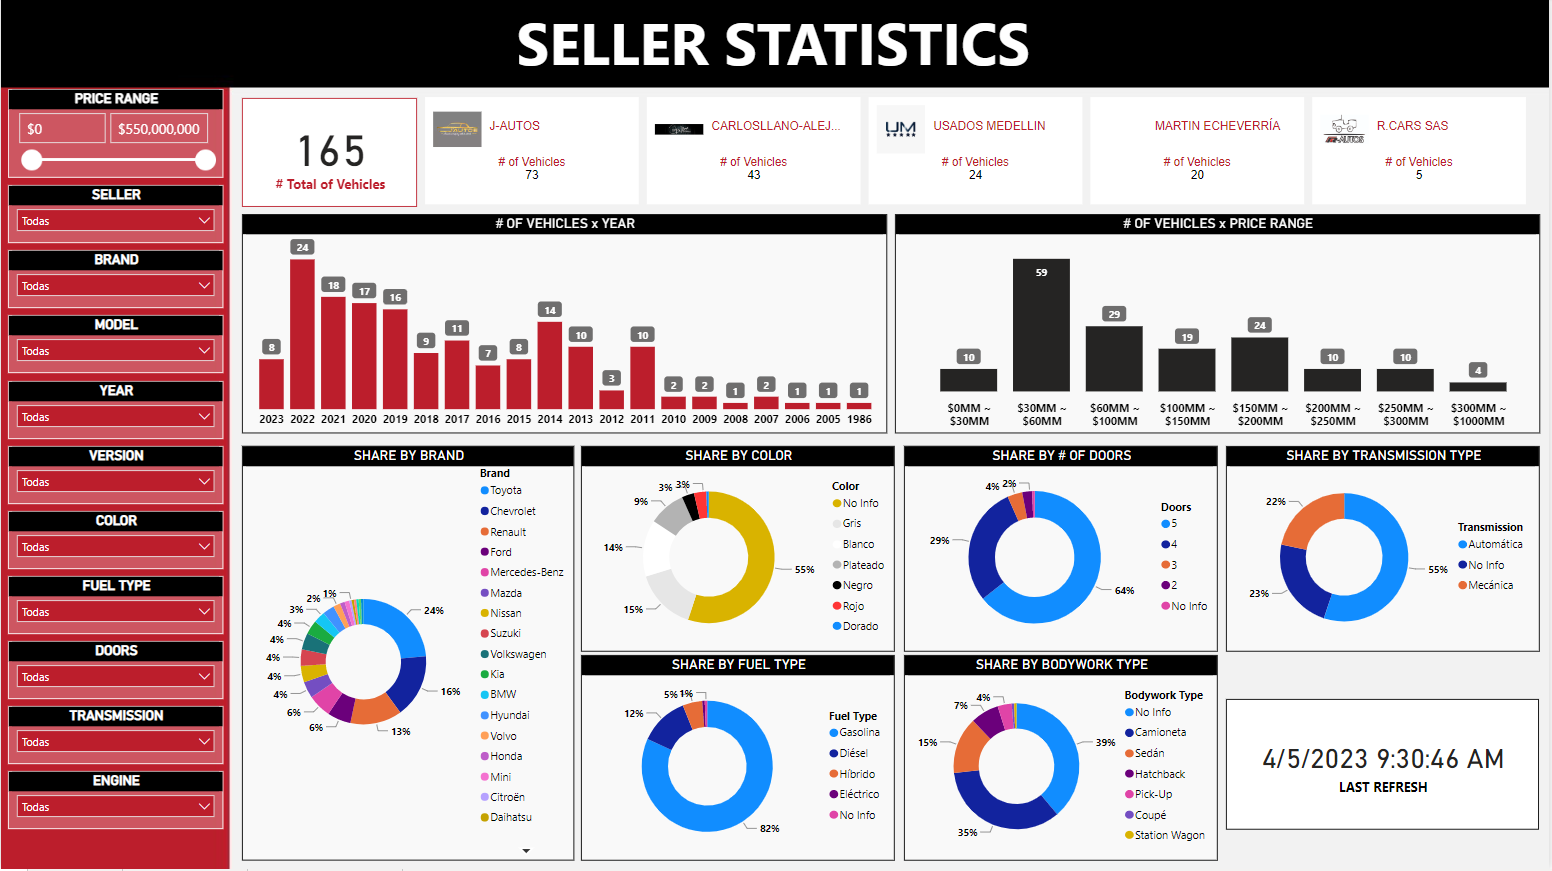 SELLER STATISTICS
PRICE RANGE
$0
$550,000,000
SELLER
Todas
BRAND
Todas
MODEL
Todas
YEAR
Todas
VERSION
Todas
COLOR
Todas
FUEL TYPE
Todas
DOORS
Todas
TRANSMISSION
Todas
ENGINE
Todas
165
# Total of Vehicles
J-AUTOS
# of Vehicles
73
CARLOSLLANO-ALEJ...
# of Vehicles
43
UM
USADOS MEDELLIN
# of Vehicles
24
MARTIN ECHEVERRÍA
# of Vehicles
20
R.CARS SAS
# of Vehicles
5
# OF VEHICLES x YEAR
8
24
18
17
16
9
11
7
8
14
10
3
10
2
2
1
2
1
1
1
2023 2022 2021 2020 2019 2018 2017 2016 2015 2014 2013 2012 2011 2010 2009 2008 2007 2006 2005 1986
# OF VEHICLES x PRICE RANGE
10
59
29
19
24
10
10
4
$0MM ~
$30MM
$30MM ~
$60MM
$60MM ~
$100MM
$100MM ~
$150MM
$150MM ~
$200MM
$200MM ~
$250MM
$250MM ~
$300MM
$300MM ~
$1000MM
SHARE BY BRAND
24%
16%
13%
6%
6%
4%
4%
4%
4%
4%
3%
2%
1%
Brand
Toyota
Chevrolet
Renault
Ford
Mercedes-Benz
Mazda
Nissan
Suzuki
Volkswagen
Kia
BMW
Hyundai
Volvo
Honda
Mini
Citroën
Daihatsu
SHARE BY COLOR
55%
15%
14%
9%
3%
3%
Color
No Info
Gris
Blanco
Plateado
Negro
Rojo
Dorado
SHARE BY # OF DOORS
64%
29%
4%
2%
Doors
5
4
3
2
No Info
SHARE BY TRANSMISSION TYPE
55%
23%
22%
Transmission
Automática
No Info
Mecánica
SHARE BY FUEL TYPE
82%
12%
5%
1%
Fuel Type
Gasolina
Diésel
Híbrido
Eléctrico
No Info
SHARE BY BODYWORK TYPE
39%
35%
15%
7%
4%
Bodywork Type
No Info
Camioneta
Sedán
Hatchback
Pick-Up
Coupé
Station Wagon
4/5/2023 9:30:46 AM
LAST REFRESH